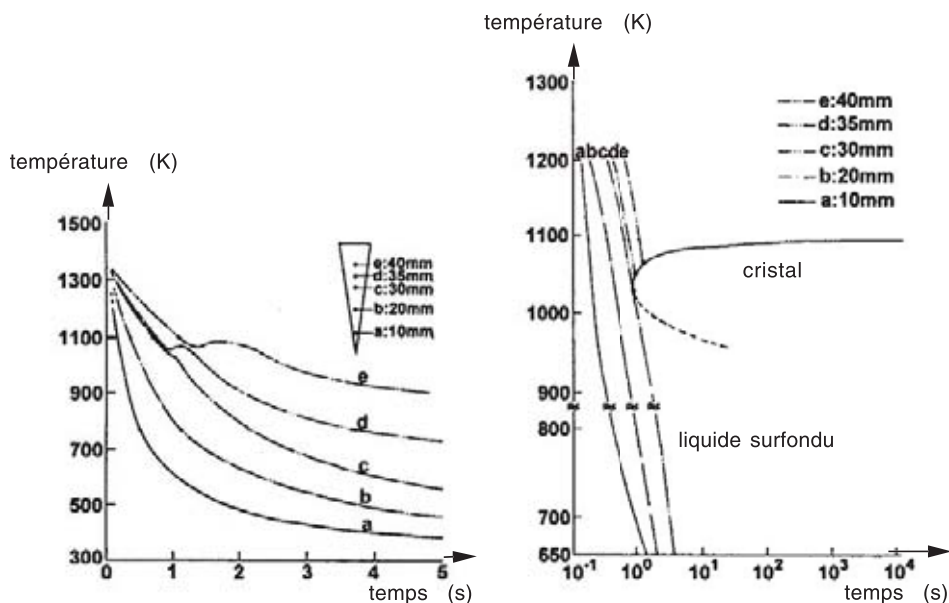 température (K)
1500
1300
1100
900
700
500
300
0 1 2 3 4 5
temps (s)
e:40mm
d:35mm
c:30mm
b:20mm
a:10mm
e
d
c
b
a
température (K)
1300
1200
1100
1000
900
800
700
650
10-1 100 10 102 103 104
temps (s)
e:40mm
d:35mm
c:30mm
b:20mm
a:10mm
abcde
cristal
liquide surfondu